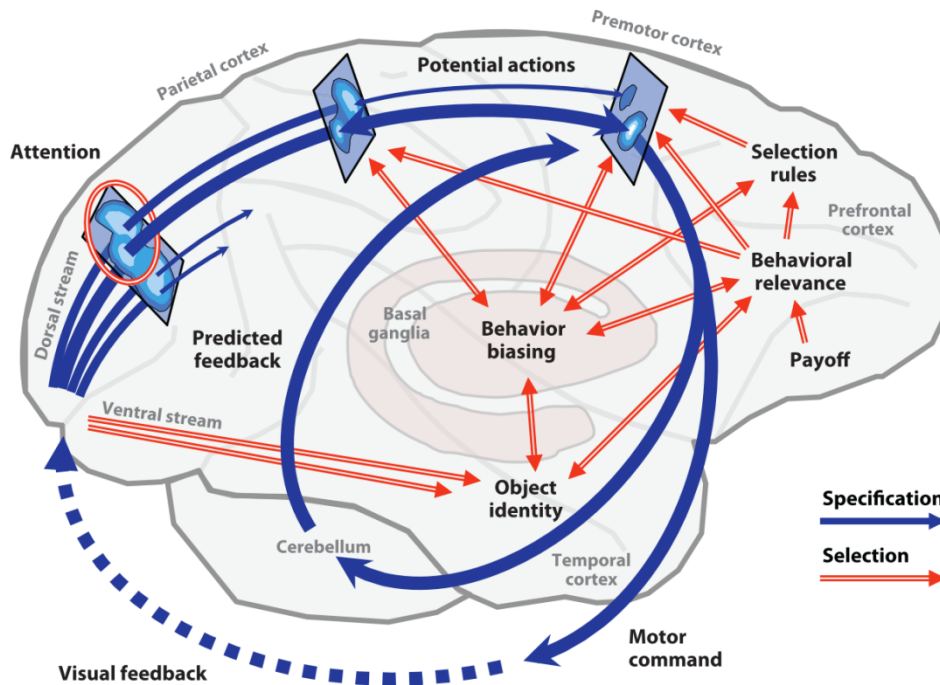 Premotor cortex
Parietal cortex
Potential actions
Attention
Selection
rules
Prefrontal
cortex
Behavioral
relevance
Dorsal stream
Basal
ganglia
Behavior
biasing
Predicted
feedback
Payoff
Ventral stream
Object
identity
Specification
Cerebellum
Selection
Temporal
cortex
Motor
command
Visual feedback